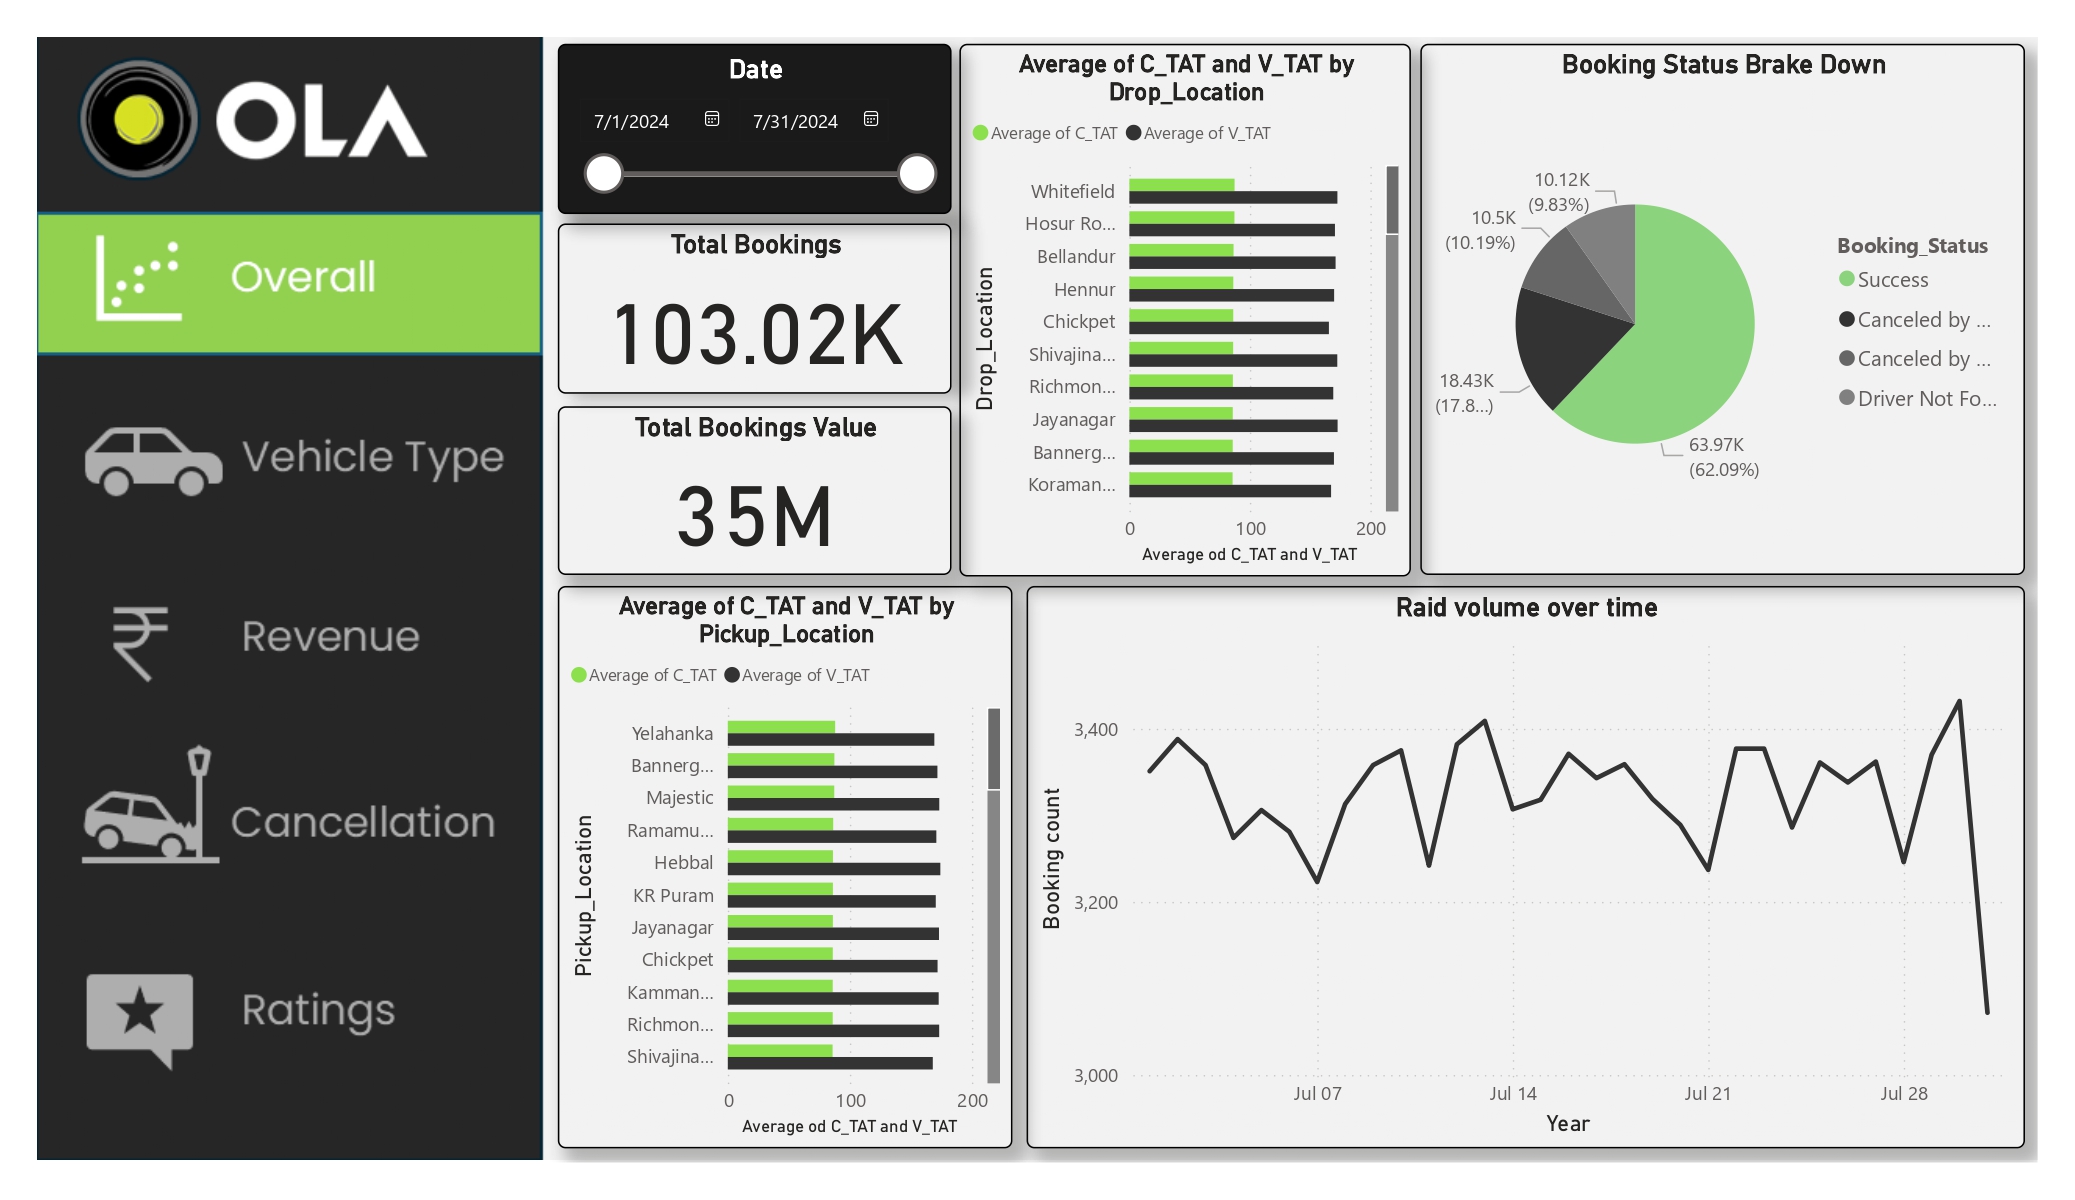 OLA
Overall
Vehicle Type
Revenue
Cancellation
Ratings
Date
7/1/2024
7/31/2024
Total Bookings
103.02K
Total Bookings Value
35M
Average of C_TAT and V_TAT by
Drop_Location
Average of C_TAT
Average of V_TAT
Drop_Location
Whitefield
Hosur Ro...
Bellandur
Hennur
Chickpet
Shivajina...
Richmon...
Jayanagar
Bannerg...
Koraman...
0
100
200
Average od C_TAT and V_TAT
Booking Status Brake Down
10.12K
(9.83%)
10.5K
(10.19%)
18.43K
(17.8...)
63.97K
(62.09%)
Booking_Status
Success
Canceled by ...
Canceled by ...
Driver Not Fo...
Average of C_TAT and V_TAT by
Pickup_Location
Average of C_TAT
Average of V_TAT
Pickup_Location
Yelahanka
Bannerg...
Majestic
Ramamu...
Hebbal
KR Puram
Jayanagar
Chickpet
Kamman...
Richmon...
Shivajina...
0
100
200
Average od C_TAT and V_TAT
Raid volume over time
Booking count
3,400
3,200
3,000
Jul 07
Jul 14
Jul 21
Jul 28
Year